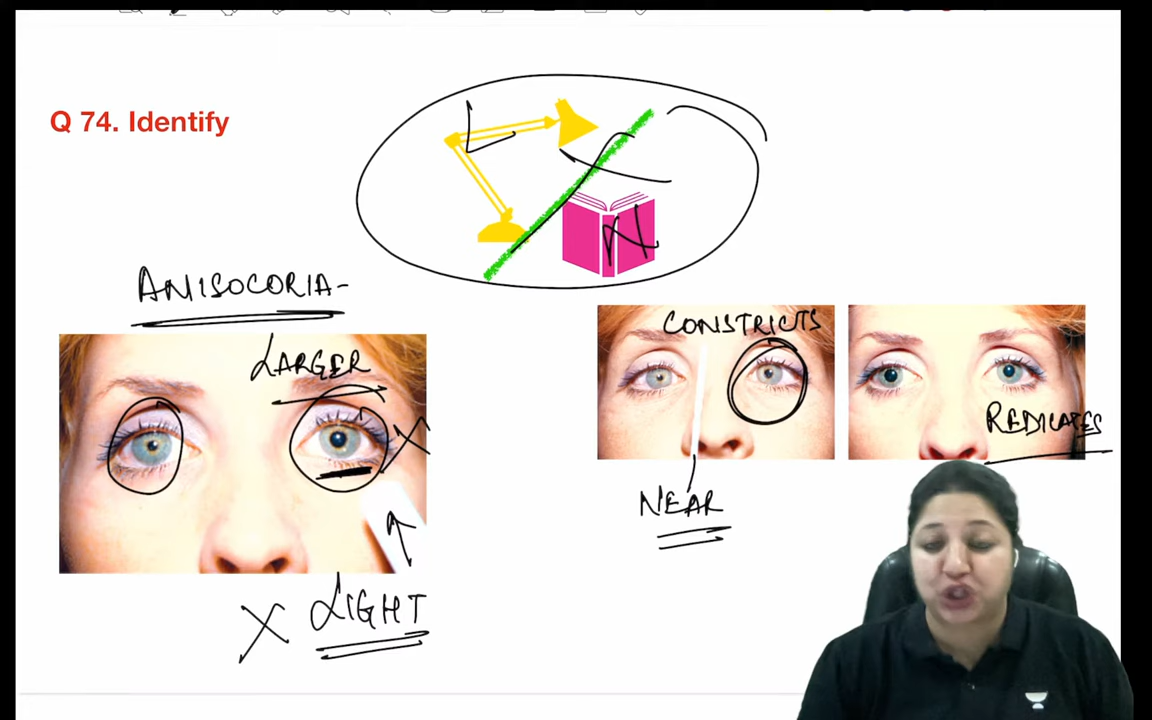 Q 74. Identify
L
N
ANISOCORIA-
LARGER
CONSTRICTS
REDILATES
NEAR
X LIGHT